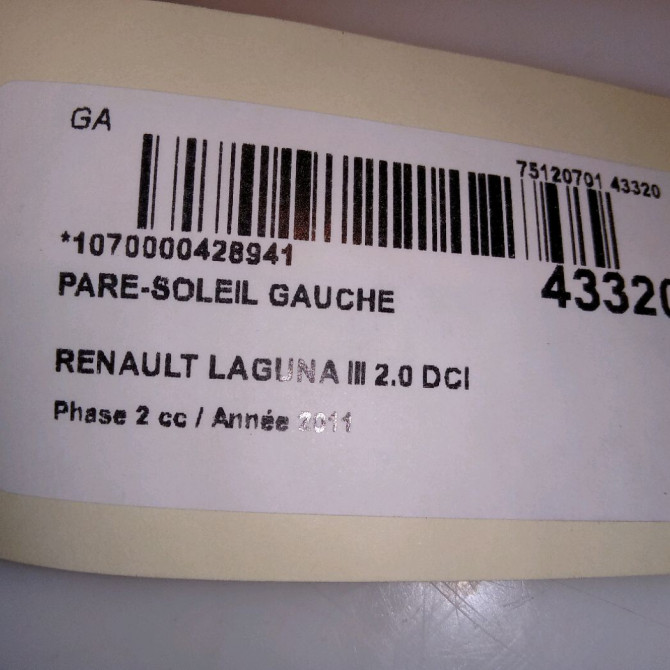 GA
75120701 43320
*1070000428941
43320
PARE-SOLEIL GAUCHE
RENAULT LAGUNA III 2.0 DCI
Phase 2 cc / Année 2011